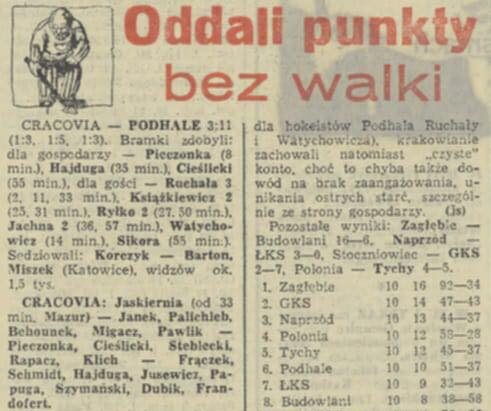 Oddali punkty
bez walki
CRACOVIA — PODHALE 3:11
(1:3, 1:5, 1:3). Bramki zdobyli:
dla gospodarzy — Pieczonka (8
min.), Hajduga (35 min.), Cieślicki
(55 min.), dla gości — Ruchała 3
(2, 11, 33 min.), Książkiewicz 2
(25, 31 min.), Ryłko 2 (27, 50 min.),
Jachna 2 (36, 57 min.), Watycho-
wicz (14 min.), Sikora (55 min.)
Sędziowali: Korczyk — Barton,
Miszek (Katowice), widzów ok.
1,5 tys.
CRACOVIA: Jaskiernia (od 33
min. Mazur) — Janek, Palichleb,
Behounek, Migacz, Pawlik —
Pieczonka, Cieślicki, Steblecki,
Rapacz, Klich — Frączek,
Schmidt, Hajduga, Jusewicz, Pa-
puga, Szymański, Dubik, Fran-
dofert.
dla hokeistów Podhala Ruchały
i Watychowicza), krakowianie
zachowali natomiast „czyste"
konto, choć to chyba także do-
wód na brak zaangażowania, u-
nikania ostrych starć, szczegól-
nie ze strony gospodarzy. (ls)
Pozostałe wyniki: Zagłębie —
Budowlani 16—6, Naprzód —
ŁKS 3—0, Stoczniowiec — GKS
2—7, Polonia — Tychy 4—5.
1. Zagłębie 10 16 92—34
2. GKS 10 14 47—43
3. Naprzód 10 13 44—37
4. Polonia 10 12
5. Tychy 10 12 45—37
6. Podhale 10 10 51—37
7. ŁKS 10 9 32—43
8. Budowlani 10 8 38—58